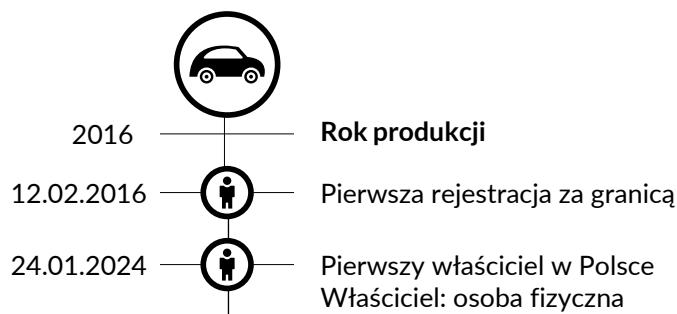 2016 Rok produkcji
12.02.2016 Pierwsza rejestracja za granicą
24.01.2024 Pierwszy właściciel w Polsce
Właściciel: osoba fizyczna